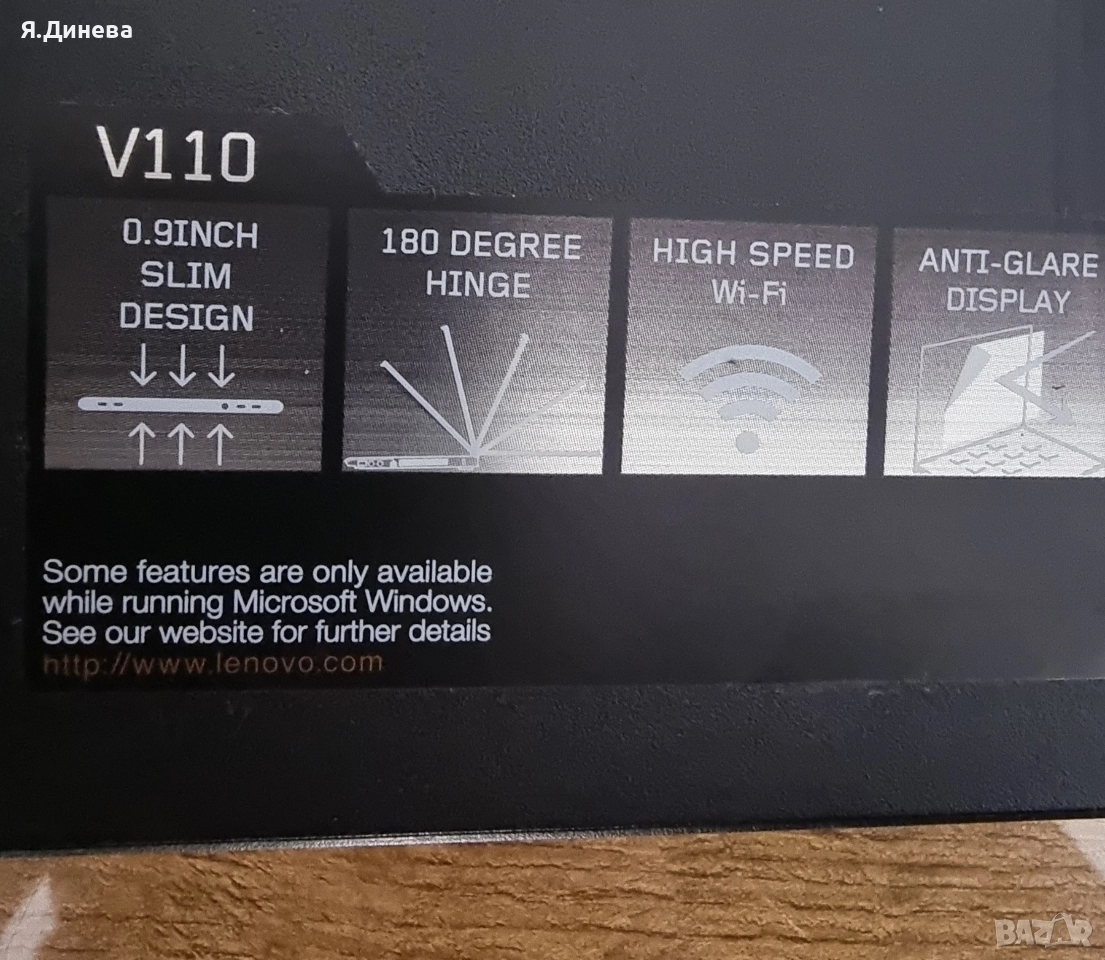 Я.Динева
V110
0.9INCH
SLIM
DESIGN
180 DEGREE
HINGE
HIGH SPEED
Wi-Fi
ANTI-GLARE
DISPLAY
Some features are only available
while running Microsoft Windows.
See our website for further details
http://www.lenovo.com
BAZAR